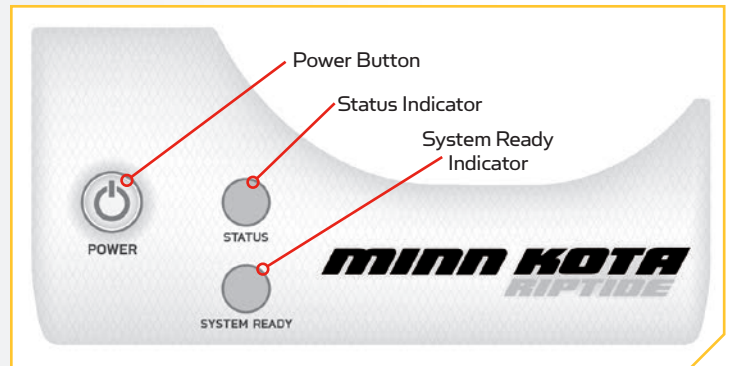 Power Button
Status Indicator
System Ready
Indicator
POWER
STATUS
SYSTEM READY
MINN KOTA
RIPTIDE